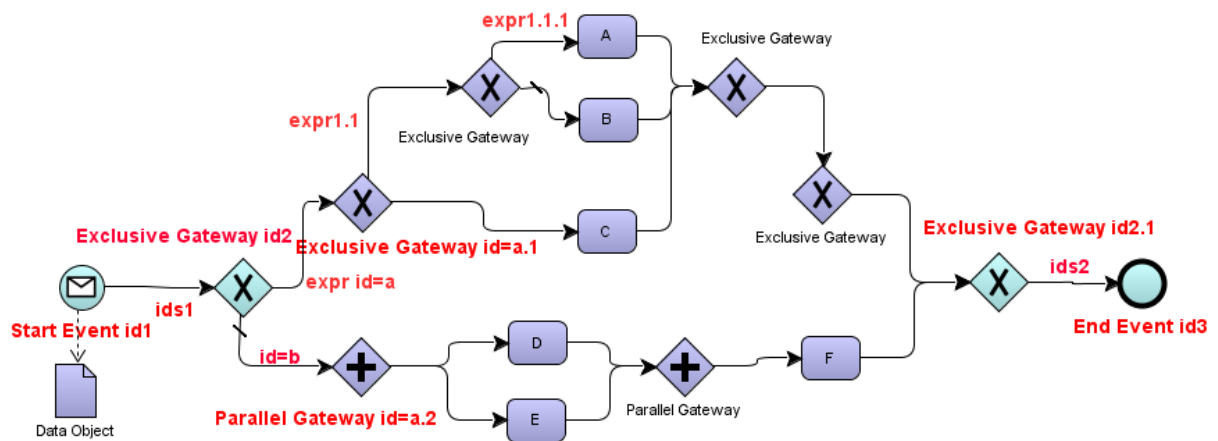 expr1.1.1
A
Exclusive Gateway
B
expr1.1
Exclusive Gateway
C
Exclusive Gateway id2
Exclusive Gateway id=a.1
Exclusive Gateway
Exclusive Gateway id2.1
expr id=a
ids1
ids2
Start Event id1
End Event id3
D
id=b
F
Parallel Gateway id=a.2
E
Parallel Gateway
Data Object